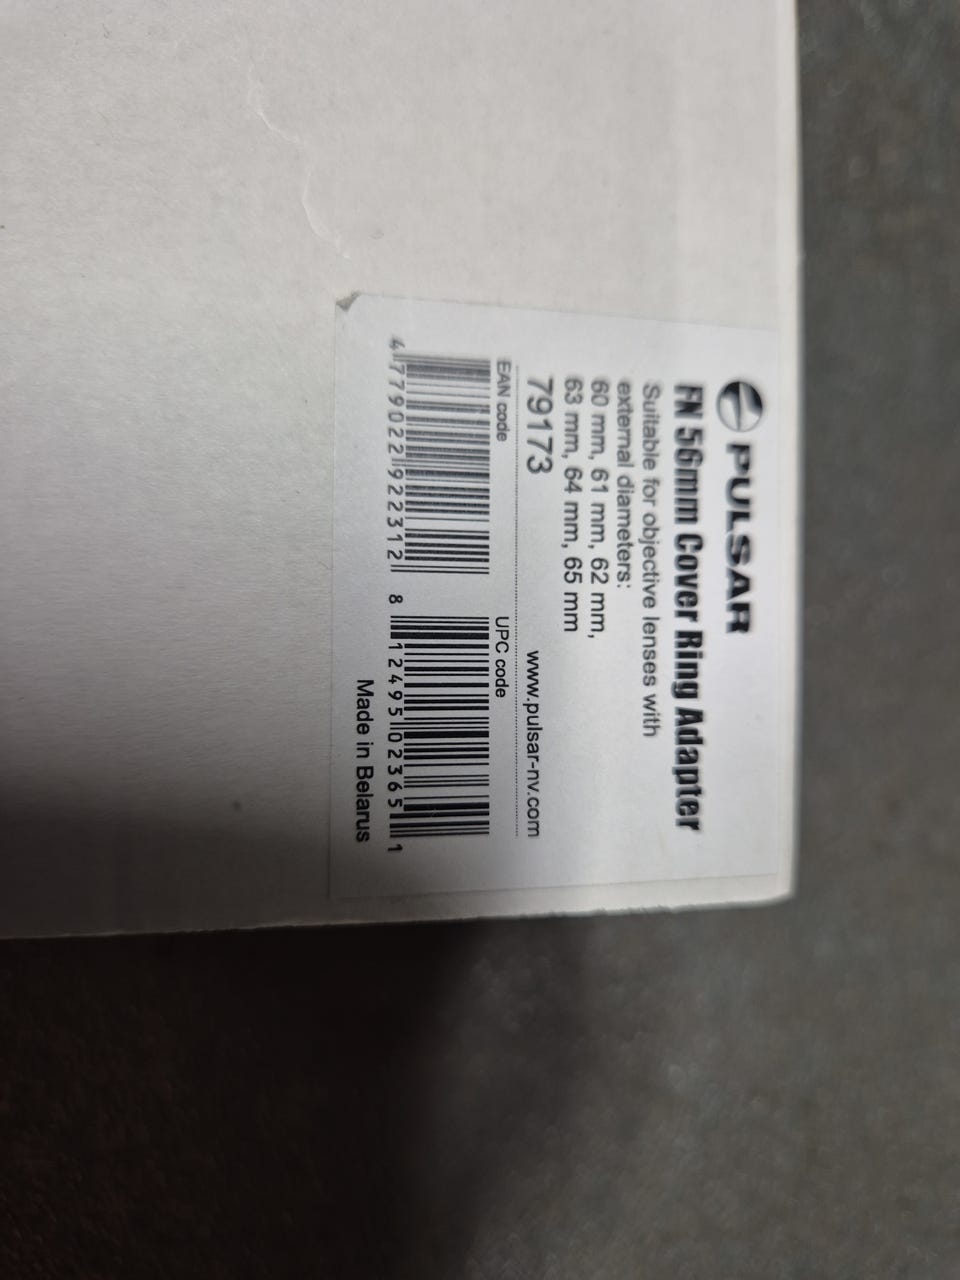 PULSAR
FN 56mm Cover Ring Adapter
Suitable for objective lenses with
external diameters:
60 mm, 61 mm, 62 mm,
63 mm, 64 mm, 65 mm
79173 www.pulsar-nv.com
EAN code UPC code
4 779022 922312 8 12495 02365 1
Made in Belarus